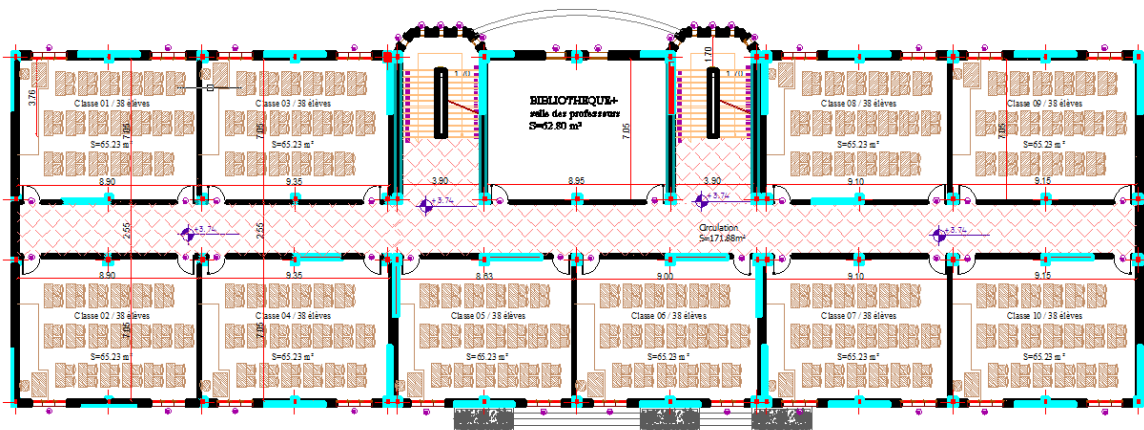 1.70
1.70
1.70
3.76
Classe 01 / 38 élèves
Classe 03 / 38 élèves
BIBLIOTHEQUE+
salle des professeurs
S=62.80 m²
Classe 08 / 38 élèves
Classe 09 / 38 élèves
7.05
7.05
7.05
7.05
S=65.23 m²
S=65.23 m²
S=65.23 m²
S=65.23 m²
8.90
9.35
3.90
8.95
3.90
9.10
9.15
+3.74
+3.74
2.55
+3.74
2.55
Circulation
S=171.88m²
+3.74
8.90
9.35
8.83
9.00
9.10
9.15
Classe 02 / 38 élèves
Classe 04 / 38 élèves
Classe 05 / 38 élèves
Classe 06 / 38 élèves
Classe 07 / 38 élèves
Classe 10 / 38 élèves
7.05
7.05
S=65.23 m²
S=65.23 m²
S=65.23 m²
S=65.23 m²
S=65.23 m²
S=65.23 m²